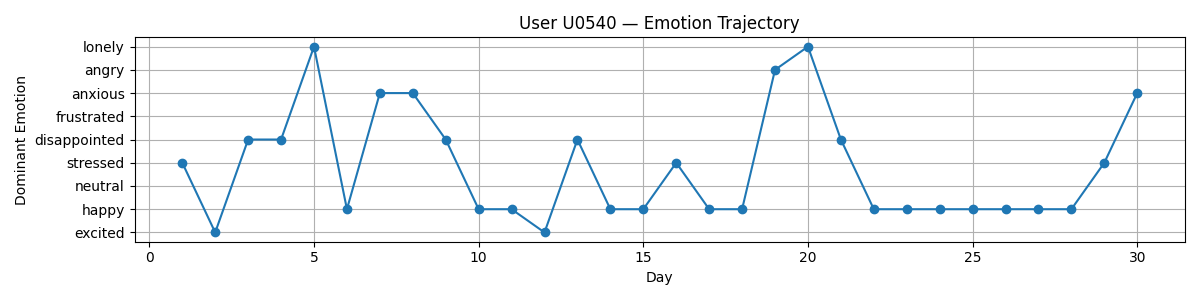 User U0540 — Emotion Trajectory
Dominant Emotion
lonely
angry
anxious
frustrated
disappointed
stressed
neutral
happy
excited
0 5 10 15 20 25 30
Day